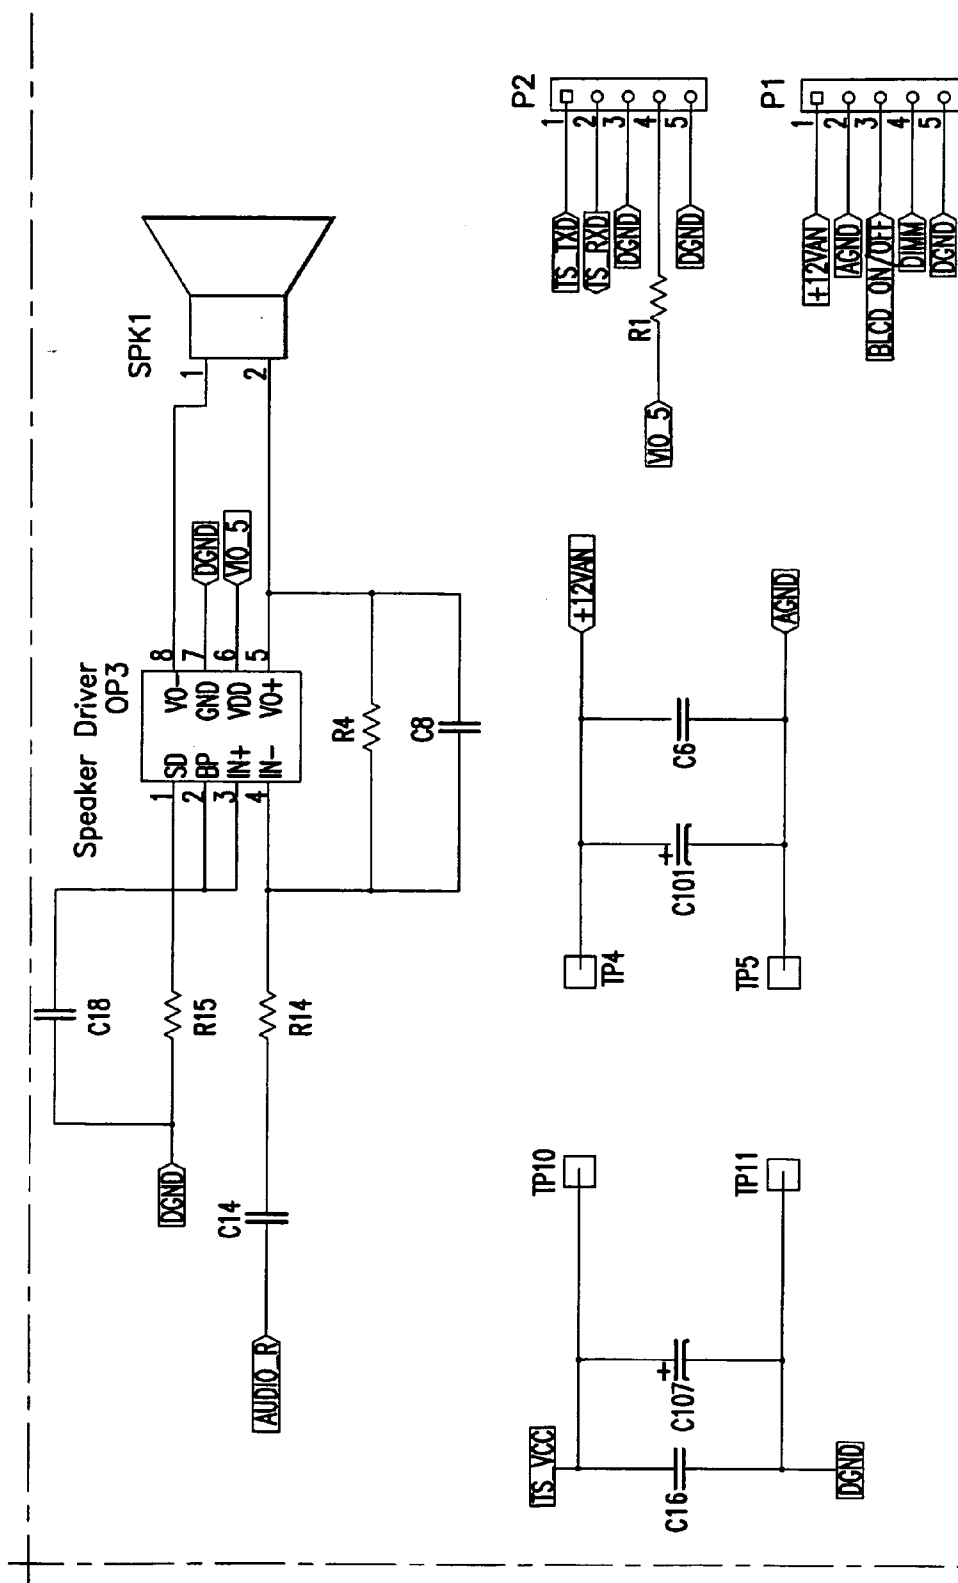 Speaker Driver
OP3
SPK1
C18
R15
DGND
R14
C14
AUDIO_R
1 SD
2 BP
3 IN+
4 IN-
VO- 8
GND 7
VDD 6
VO+ 5
DGND
VIO_5
1
2
R4
C8
TS_VCC
C16
+
C107
DGND
TP10
TP11
TP4
TP5
+
C101
C6
+12VAN
AGND
P2
TS_TXD 1
TS_RXD 2
DGND 3
VIO_5 R1 4
DGND 5
P1
+12VAN 1
AGND 2
BLCD_ON/OFF 3
DIMM 4
DGND 5